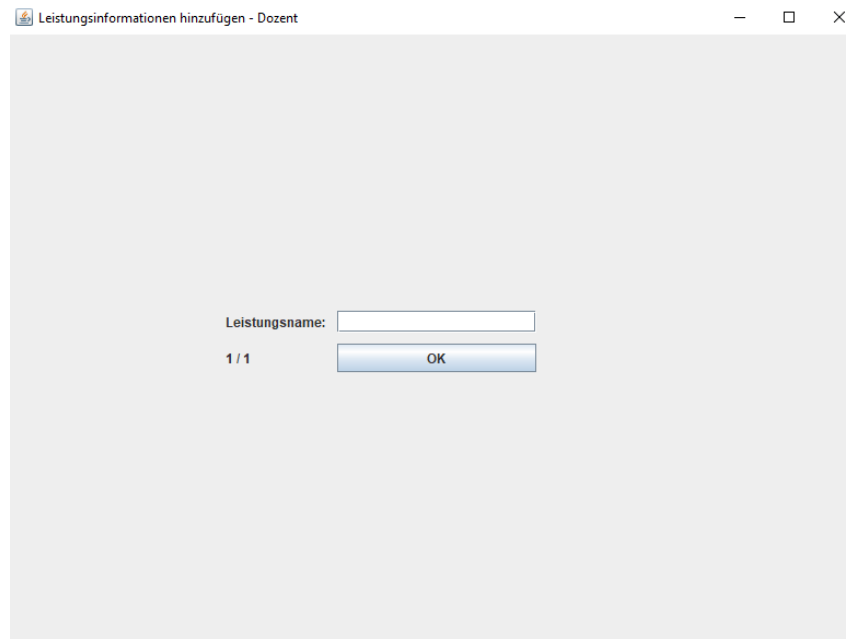 Leistungsinformationen hinzufügen - Dozent
Leistungsname:
1 / 1 OK